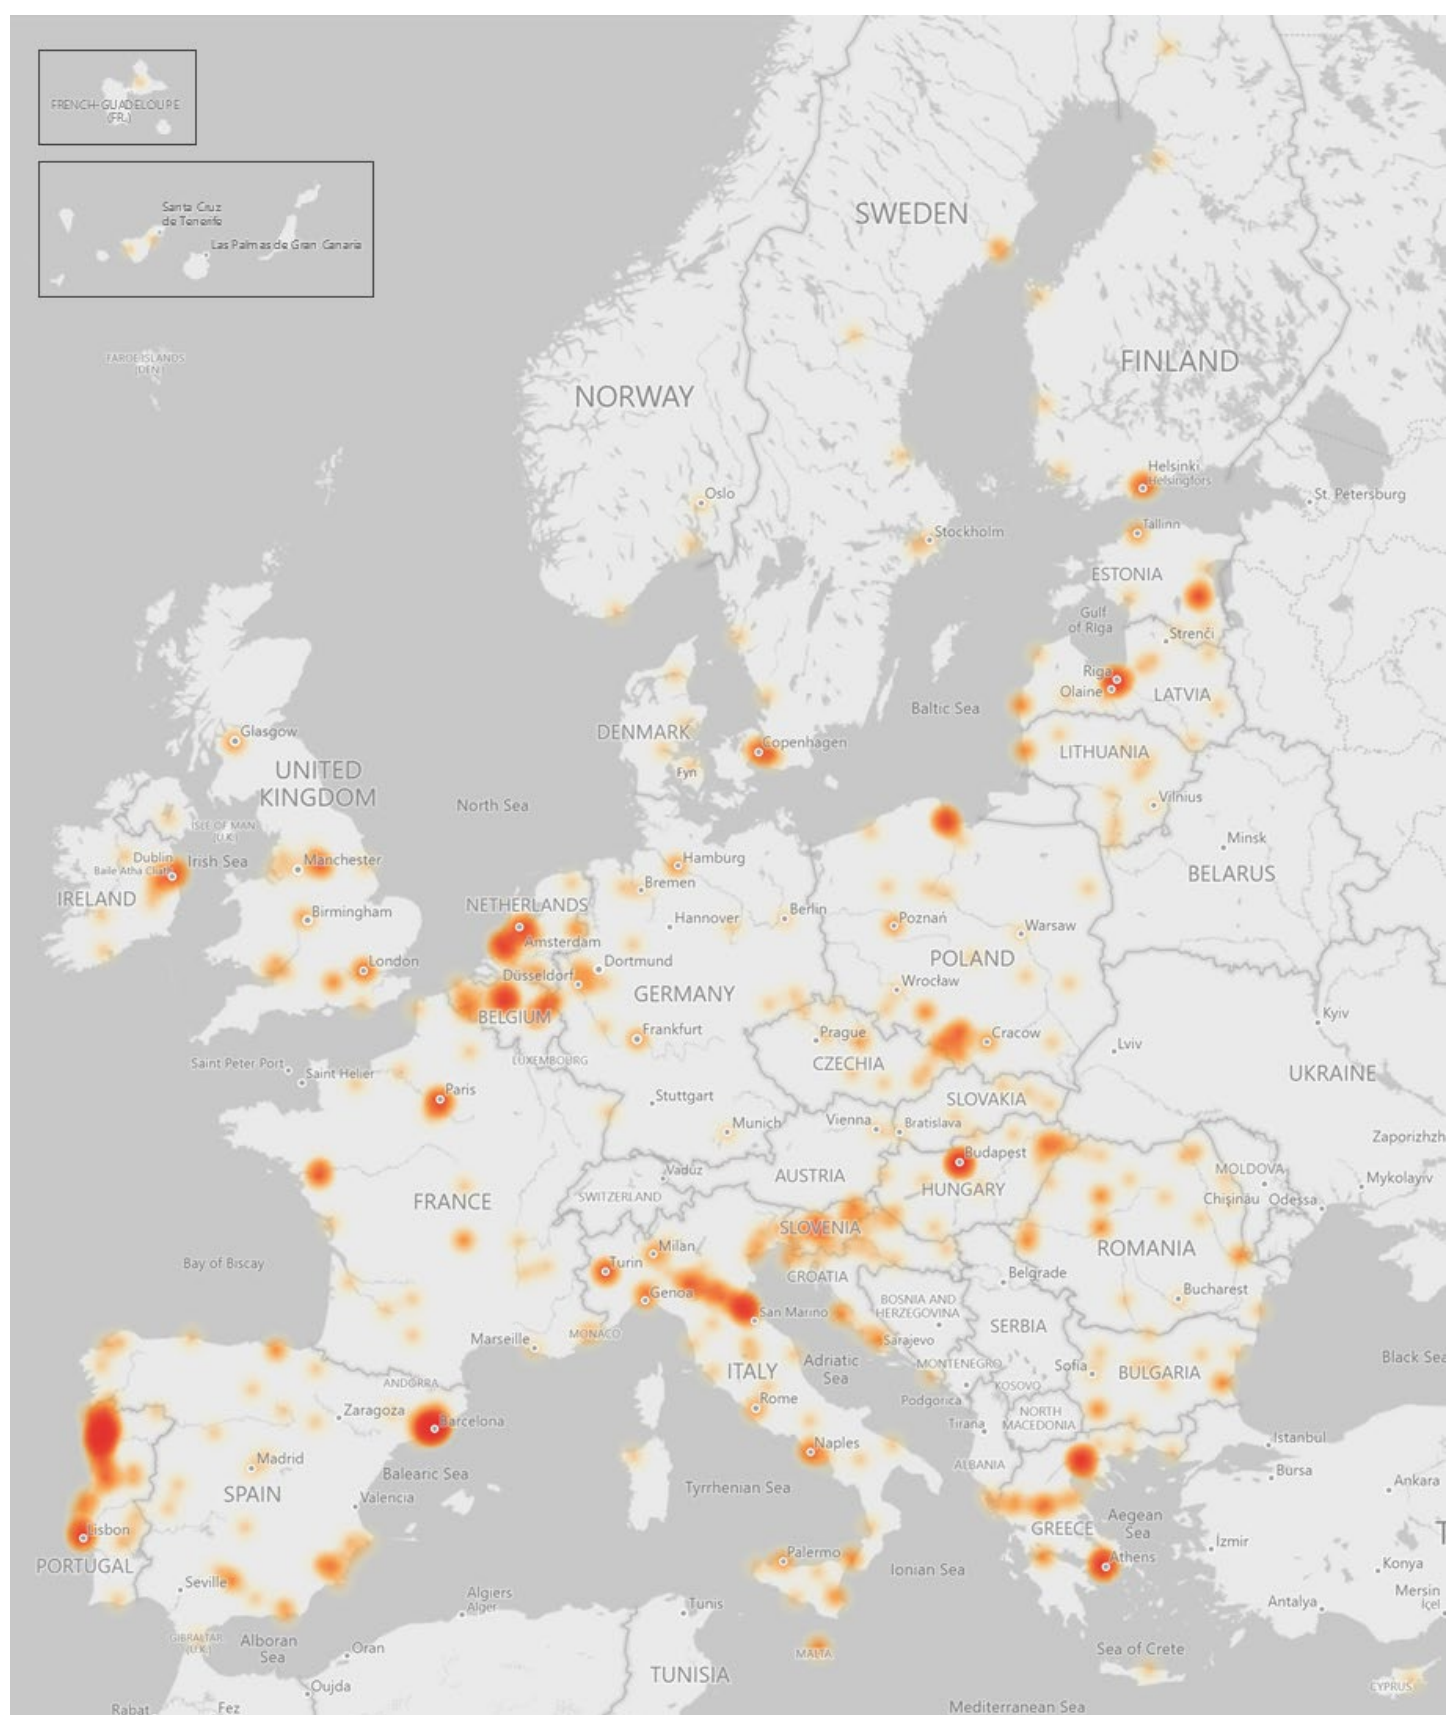 FRENCH-GUADELOUPE
(FR.)
Santa Cruz
de Tenerife
Las Palmas de Gran Canaria
SWEDEN
FAROE ISLANDS
(DEN)
FINLAND
NORWAY
Helsinki
Helsingfors
Oslo
St. Petersburg
Tallinn
Stockholm
ESTONIA
Gulf
of Riga
Strenči
Riga
Olaine
LATVIA
Baltic Sea
Glasgow
DENMARK
Copenhagen
LITHUANIA
UNITED
KINGDOM
Fyn
North Sea
Vilnius
ISLE OF MAN
(U.K.)
Minsk
Dublin
Baile Atha Cliath
Irish Sea
Manchester
Hamburg
BELARUS
IRELAND
Bremen
NETHERLANDS
Birmingham
Hannover
Berlin
Poznań
Warsaw
Amsterdam
London
Dortmund
POLAND
Düsseldorf
Wrocław
GERMANY
BELGIUM
Kyiv
Frankfurt
Prague
Cracow
Lviv
LUXEMBOURG
CZECHIA
Saint Peter Port
Saint Helier
UKRAINE
Paris
Stuttgart
SLOVAKIA
Munich
Vienna
Bratislava
Zaporizhzh
Budapest
Vaduz
AUSTRIA
MOLDOVA
Mykolayiv
SWITZERLAND
HUNGARY
Chişinău
Odessa
FRANCE
SLOVENIA
Milan
ROMANIA
Bay of Biscay
Turin
CROATIA
Belgrade
Genoa
Bucharest
BOSNIA AND
HERZEGOVINA
San Marino
SERBIA
Marseille
MONACO
Sarajevo
Adriatic
Sea
Black Sea
MONTENEGRO
Sofia
ITALY
BULGARIA
ANDORRA
KOSOVO
Rome
Podgorica
Zaragoza
Barcelona
NORTH
MACEDONIA
Tirana
Istanbul
Naples
Madrid
ALBANIA
Bursa
Balearic Sea
Ankara
Tyrrhenian Sea
SPAIN
Valencia
Aegean
Sea
Lisbon
GREECE
T
İzmir
Palermo
Athens
PORTUGAL
Ionian Sea
Konya
Seville
Algiers
Alger
Mersin
İçel
Tunis
Antalya
GIBRALTAR
(U.K.)
Alboran
Sea
Oran
MALTA
Sea of Crete
TUNISIA
Oujda
CYPRUS
Rabat
Fez
Mediterranean Sea